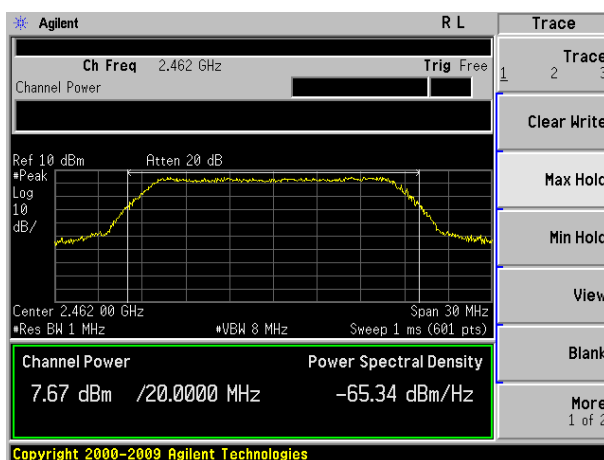 Agilent R L Trace
Ch Freq 2.462 GHz Trig Free
Channel Power
Trace
1 2 3
Clear Write
Max Hold
Min Hold
View
Blank
More
1 of 2
Ref 10 dBm Atten 20 dB
#Peak
Log
10
dB/
Center 2.462 00 GHz Span 30 MHz
#Res BW 1 MHz #VBW 8 MHz Sweep 1 ms (601 pts)
Channel Power Power Spectral Density
7.67 dBm /20.0000 MHz -65.34 dBm/Hz
Copyright 2000-2009 Agilent Technologies